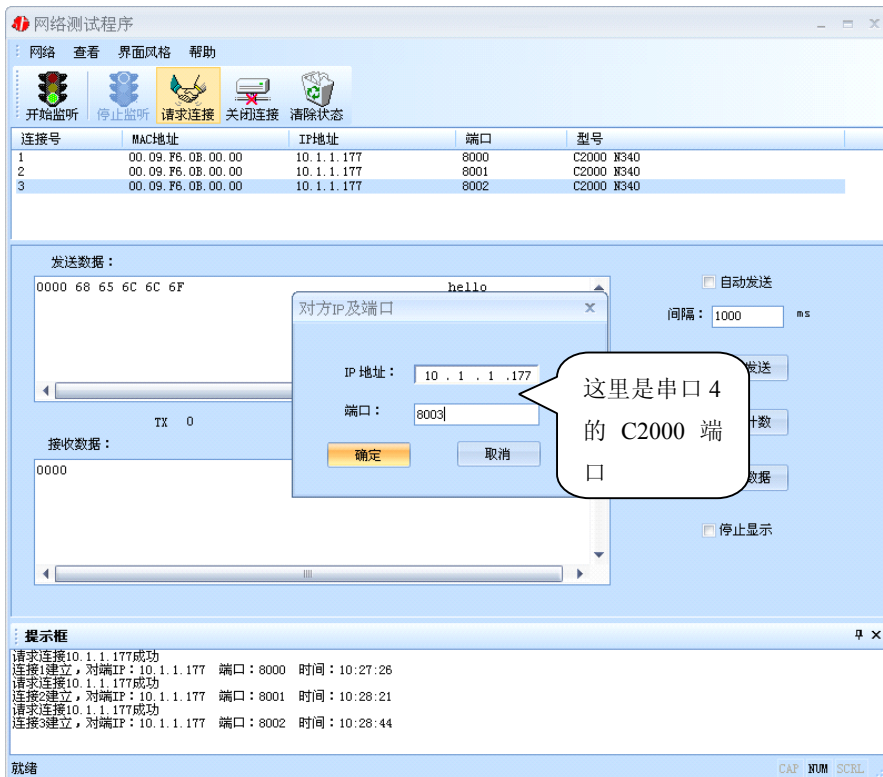 网络测试程序
网络 查看 界面风格 帮助
开始监听 停止监听 请求连接 关闭连接 清除状态
连接号 MAC地址 IP地址 端口 型号
1 00.09.F6.0B.00.00 10.1.1.177 8000 C2000 N340
2 00.09.F6.0B.00.00 10.1.1.177 8001 C2000 N340
3 00.09.F6.0B.00.00 10.1.1.177 8002 C2000 N340
发送数据：
0000 68 65 6C 6C 6F hello
自动发送
间隔： 1000 ms
对方IP及端口
IP 地址： 10 . 1 . 1 .177
端口： 8003
确定 取消
这里是串口 4
的 C2000 端
口
发送
计数
数据
停止显示
TX 0
接收数据：
0000
提示框
请求连接10.1.1.177成功
连接1建立，对端IP：10.1.1.177 端口：8000 时间：10:27:26
请求连接10.1.1.177成功
连接2建立，对端IP：10.1.1.177 端口：8001 时间：10:28:21
请求连接10.1.1.177成功
连接3建立，对端IP：10.1.1.177 端口：8002 时间：10:28:44
就绪
CAP NUM SCRL